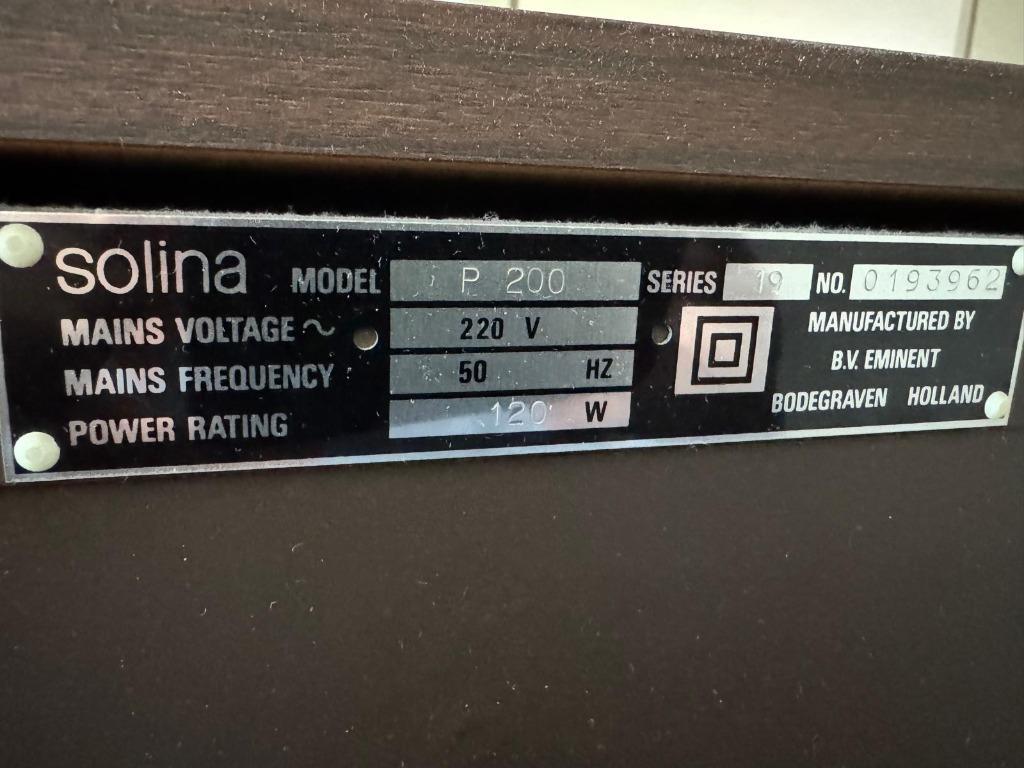 solina MODEL P 200 SERIES 19 NO. 0193962
MAINS VOLTAGE ~ 220 V
MAINS FREQUENCY 50 HZ
POWER RATING 120 W
MANUFACTURED BY
B.V. EMINENT
BODEGRAVEN HOLLAND